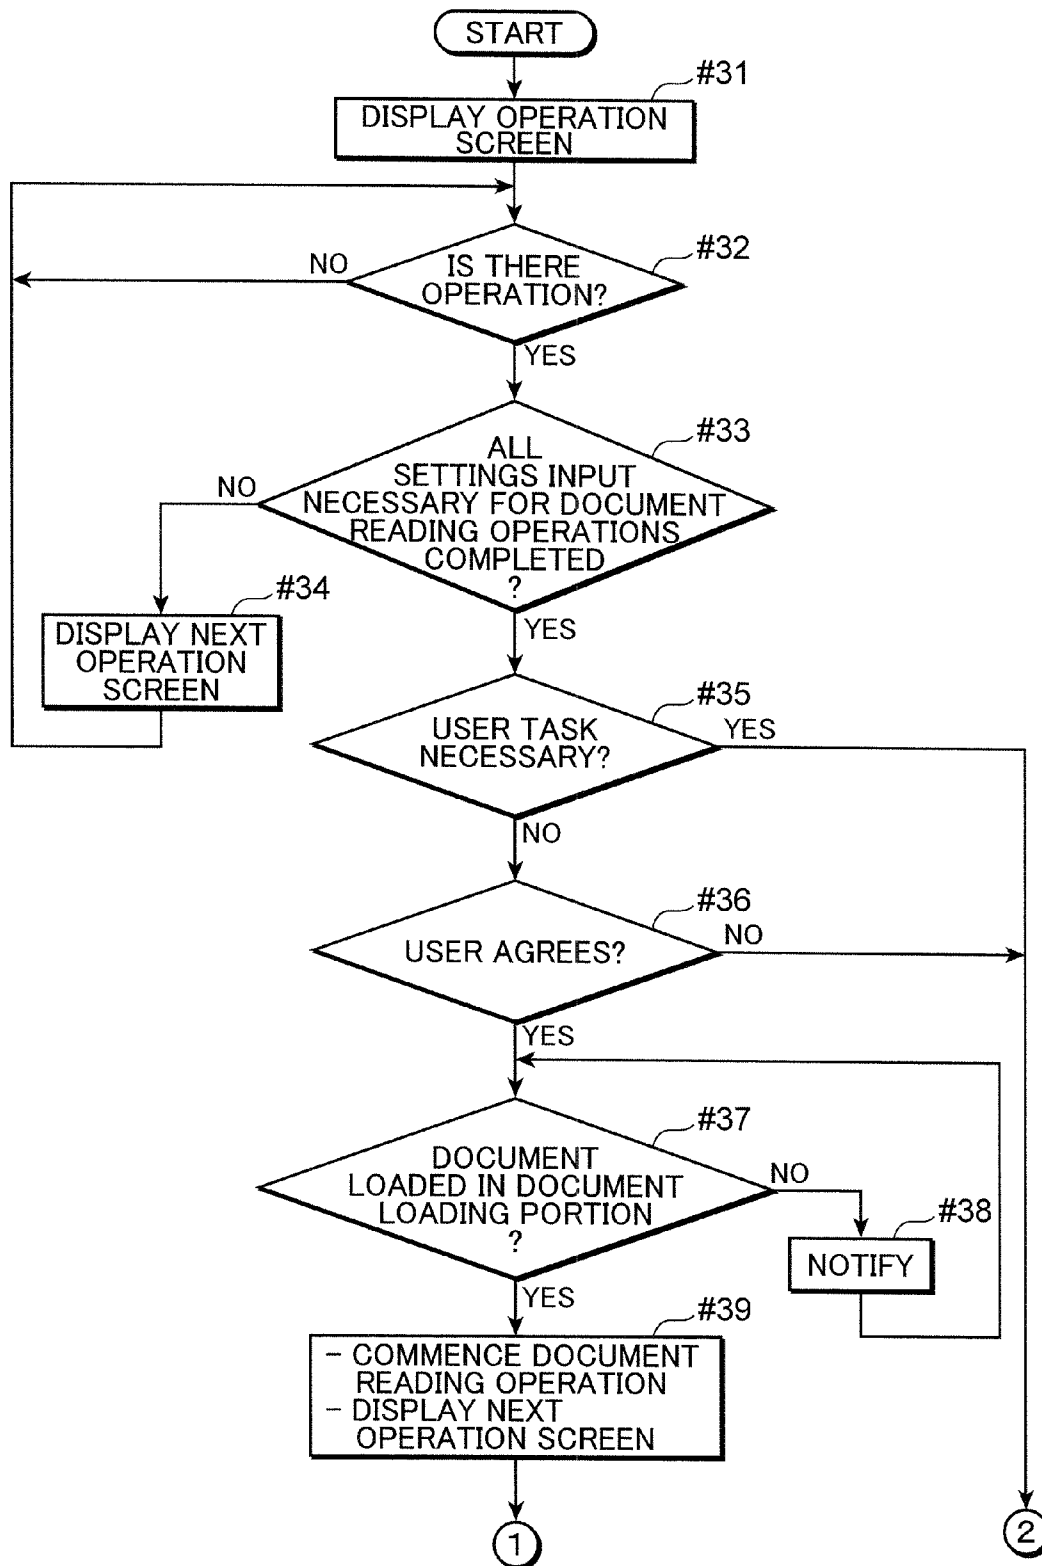 START
#31
DISPLAY OPERATION
SCREEN
#32
NO
IS THERE
OPERATION?
YES
#33
NO
ALL
SETTINGS INPUT
NECESSARY FOR DOCUMENT
READING OPERATIONS
COMPLETED
?
#34
YES
DISPLAY NEXT
OPERATION
SCREEN
#35
USER TASK
NECESSARY?
YES
NO
#36
USER AGREES?
NO
YES
#37
DOCUMENT
LOADED IN DOCUMENT
LOADING PORTION
?
NO
#38
NOTIFY
YES
#39
– COMMENCE DOCUMENT
READING OPERATION
– DISPLAY NEXT
OPERATION SCREEN
1
2